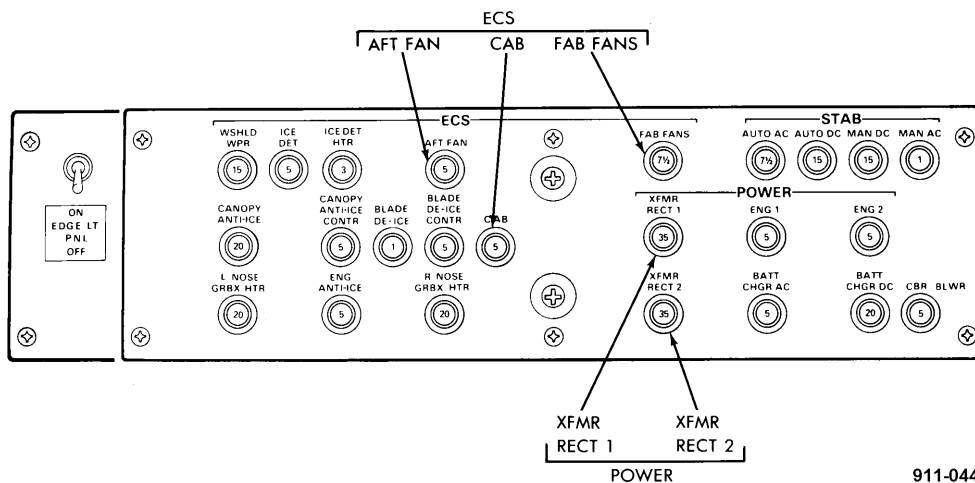 ECS
AFT FAN CAB FAB FANS
ECS
STAB
WSHLD WPR
ICE DET
ICE DET HTR
AFT FAN
FAB FANS
AUTO AC
AUTO DC
MAN DC
MAN AC
15
5
3
5
7½
7½
15
15
1
POWER
CANOPY ANTI-ICE
CANOPY ANTI-ICE CONTR
BLADE DE-ICE
BLADE DE-ICE CONTR
CAB
XFMR RECT 1
ENG 1
ENG 2
20
5
1
5
5
35
5
5
ON
EDGE LT
PNL
OFF
L NOSE GRBX HTR
ENG ANTI-ICE
R NOSE GRBX HTR
XFMR RECT 2
BATT CHGR AC
BATT CHGR DC
CBR BLWR
20
5
20
35
5
20
5
XFMR RECT 1
XFMR RECT 2
POWER
911-044